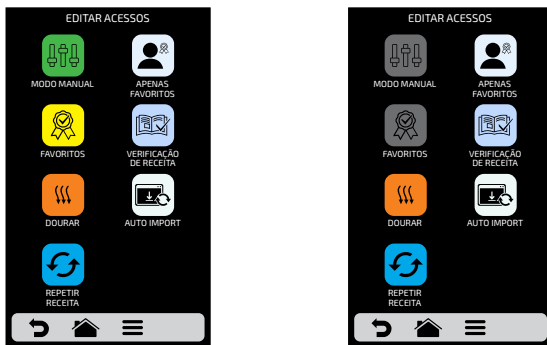 EDITAR ACESSOS
MODO MANUAL
APENAS
FAVORITOS
FAVORITOS
VERIFICAÇÃO
DE RECEITA
DOURAR
AUTO IMPORT
REPETIR
RECEITA
EDITAR ACESSOS
MODO MANUAL
APENAS
FAVORITOS
FAVORITOS
VERIFICAÇÃO
DE RECEITA
DOURAR
AUTO IMPORT
REPETIR
RECEITA